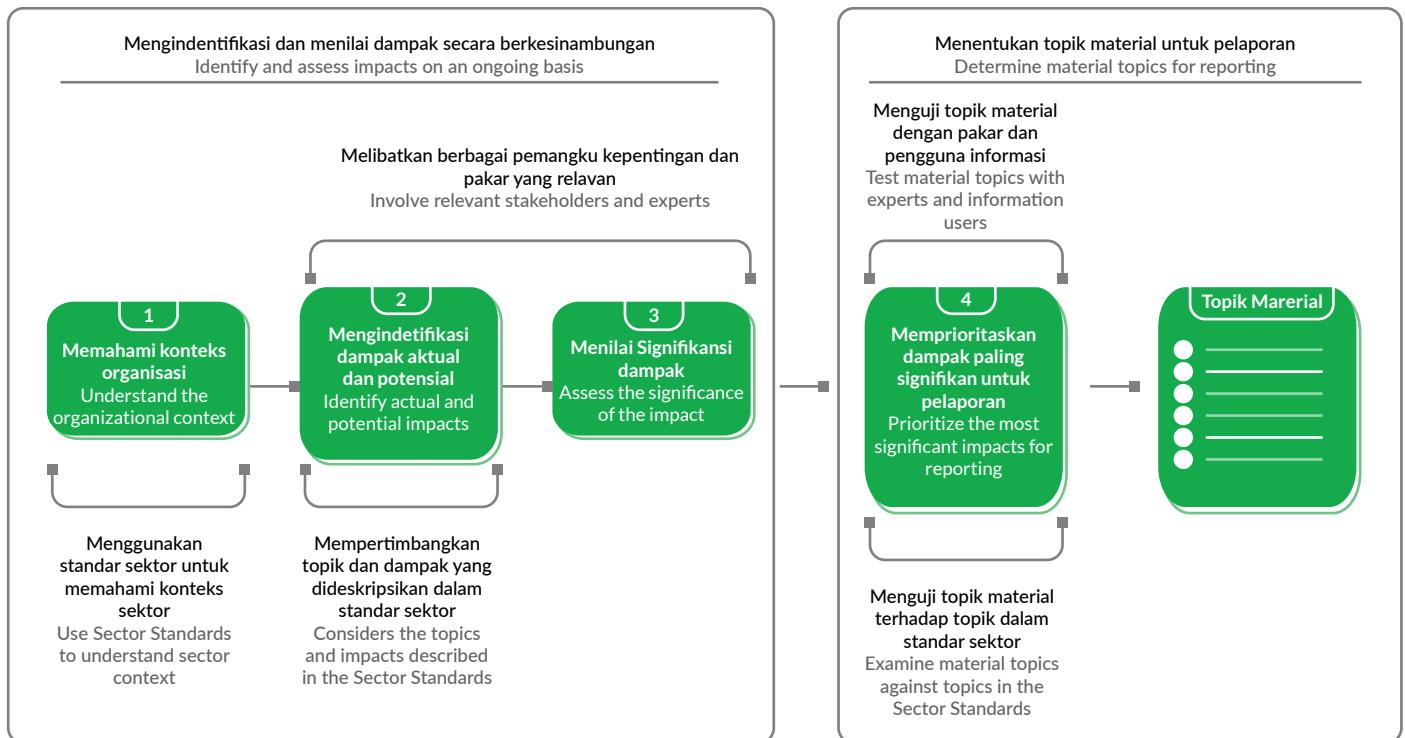 Mengindentifikasi dan menilai dampak secara berkesinambungan
Identify and assess impacts on an ongoing basis
Melibatkan berbagai pemangku kepentingan dan
pakar yang relavan
Involve relevant stakeholders and experts
1
Memahami konteks
organisasi
Understand the
organizational context
2
Mengindetifikasi
dampak aktual
dan potensial
Identify actual and
potential impacts
3
Menilai Signifikansi
dampak
Assess the significance
of the impact
Menggunakan
standar sektor untuk
memahami konteks
sektor
Use Sector Standards
to understand sector
context
Mempertimbangkan
topik dan dampak yang
dideskripsikan dalam
standar sektor
Considers the topics
and impacts described
in the Sector Standards
Menentukan topik material untuk pelaporan
Determine material topics for reporting
Menguji topik material
dengan pakar dan
pengguna informasi
Test material topics with
experts and information
users
4
Memprioritaskan
dampak paling
signifikan untuk
pelaporan
Prioritize the most
significant impacts for
reporting
Topik Marerial
Menguji topik material
terhadap topik dalam
standar sektor
Examine material topics
against topics in the
Sector Standards